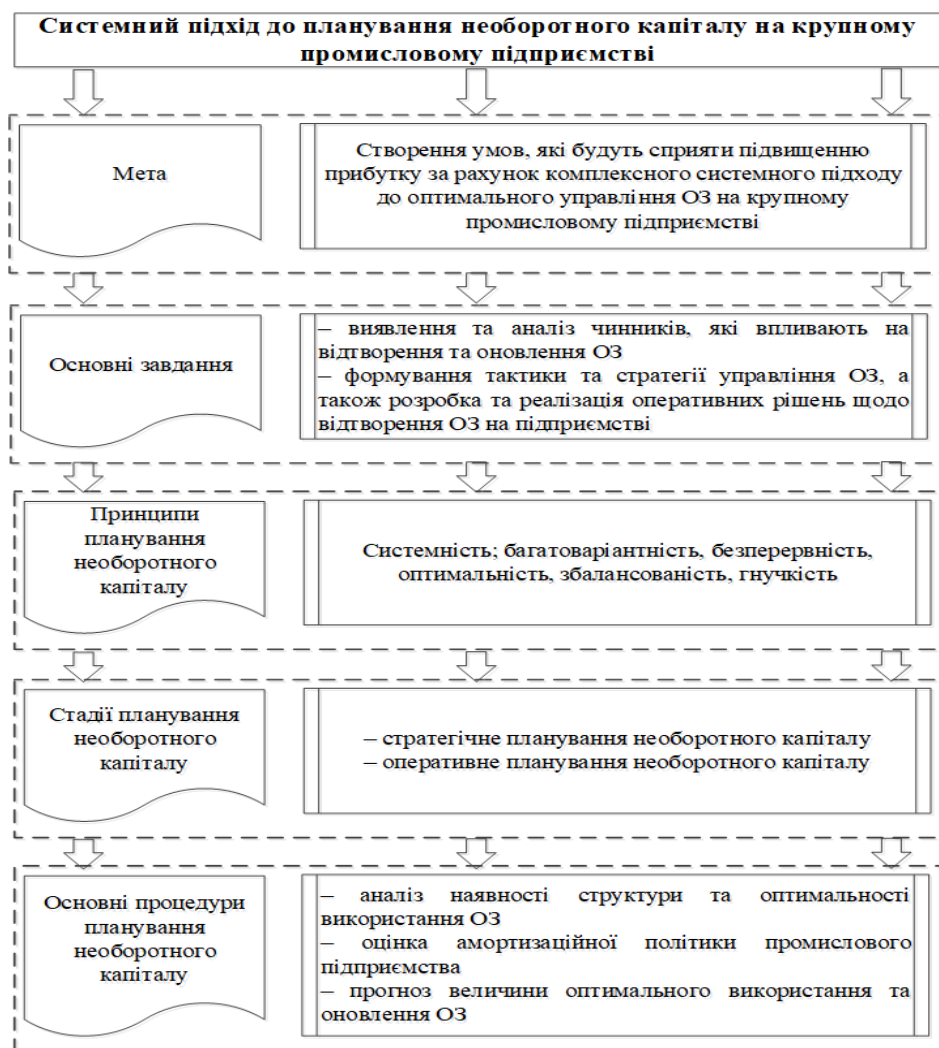 Системний підхід до планування необоротного капіталу на крупному
промисловому підприємстві
Мета
Створення умов, які будуть сприяти підвищенню
прибутку за рахунок комплексного системного підходу
до оптимального управління ОЗ на крупному
промисловому підприємстві
Основні завдання
– виявлення та аналіз чинників, які впливають на
відтворення та оновлення ОЗ
– формування тактики та стратегії управління ОЗ, а
також розробка та реалізація оперативних рішень щодо
відтворення ОЗ на підприємстві
Принципи
планування
необоротного
капіталу
Системність; багатоваріантність, безперервність,
оптимальність, збалансованість, гнучкість
Стадії планування
необоротного
капіталу
– стратегічне планування необоротного капіталу
– оперативне планування необоротного капіталу
Основні процедури
планування
необоротного
капіталу
– аналіз наявності структури та оптимальності
використання ОЗ
– оцінка амортизаційної політики промислового
підприємства
– прогноз величини оптимального використання та
оновлення ОЗ